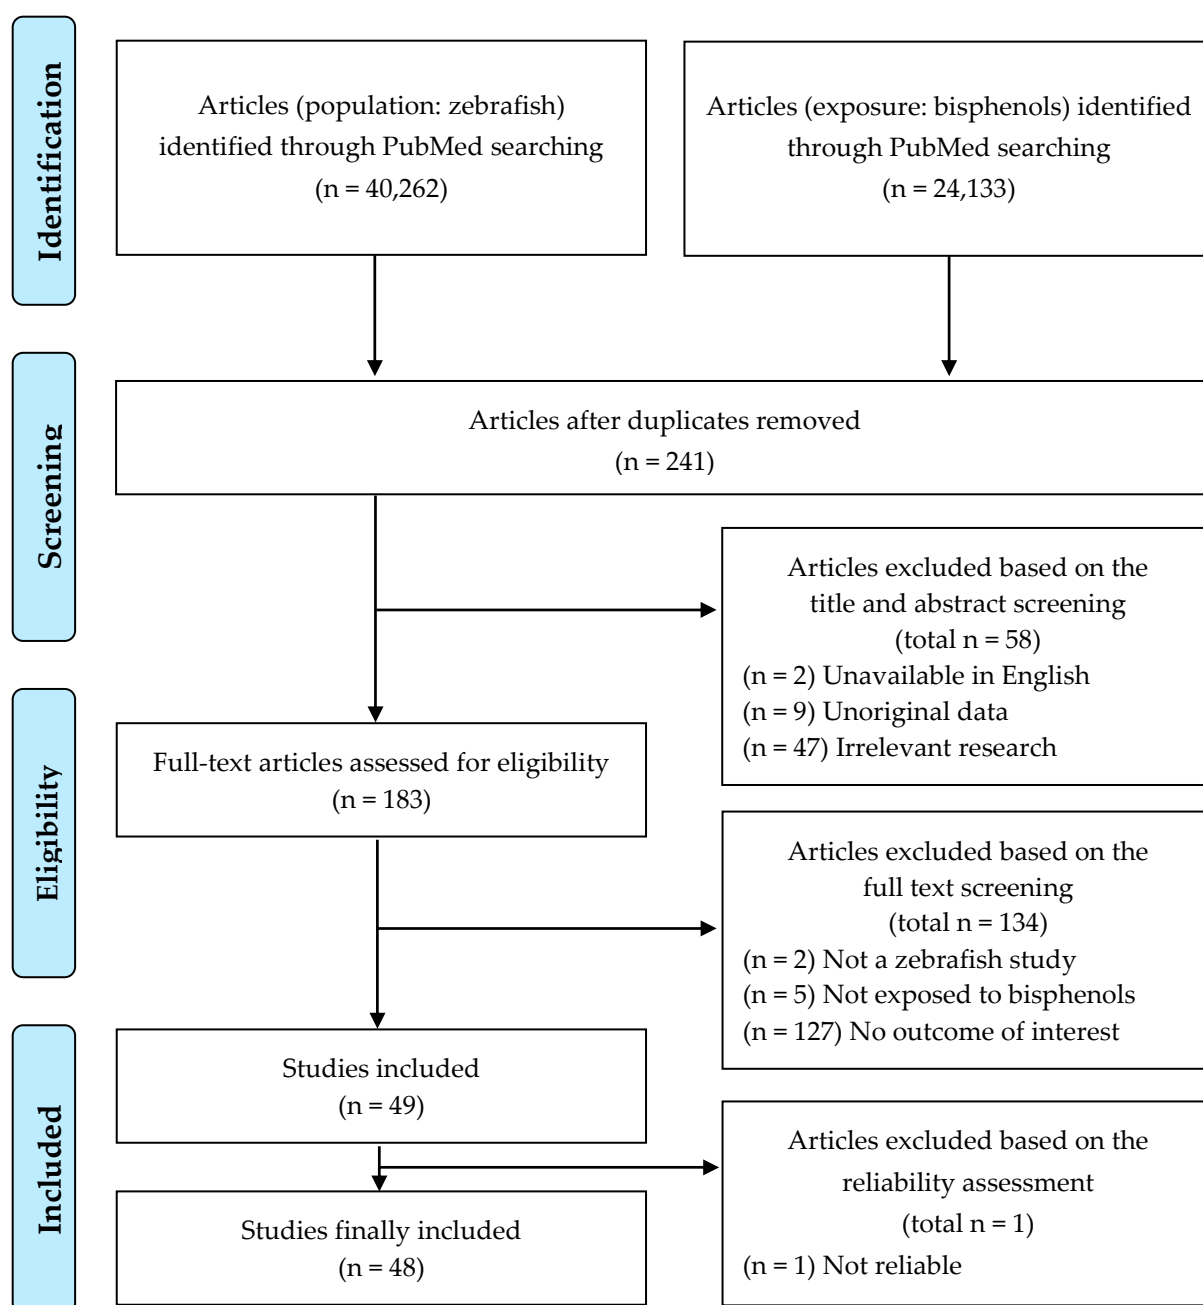 Identification
Articles (population: zebrafish)
identified through PubMed searching
(n = 40,262)
Articles (exposure: bisphenols) identified
through PubMed searching
(n = 24,133)
Screening
Articles after duplicates removed
(n = 241)
Articles excluded based on the
title and abstract screening
(total n = 58)
(n = 2) Unavailable in English
(n = 9) Unoriginal data
(n = 47) Irrelevant research
Eligibility
Full-text articles assessed for eligibility
(n = 183)
Articles excluded based on the
full text screening
(total n = 134)
(n = 2) Not a zebrafish study
(n = 5) Not exposed to bisphenols
(n = 127) No outcome of interest
Included
Studies included
(n = 49)
Articles excluded based on the
reliability assessment
(total n = 1)
(n = 1) Not reliable
Studies finally included
(n = 48)